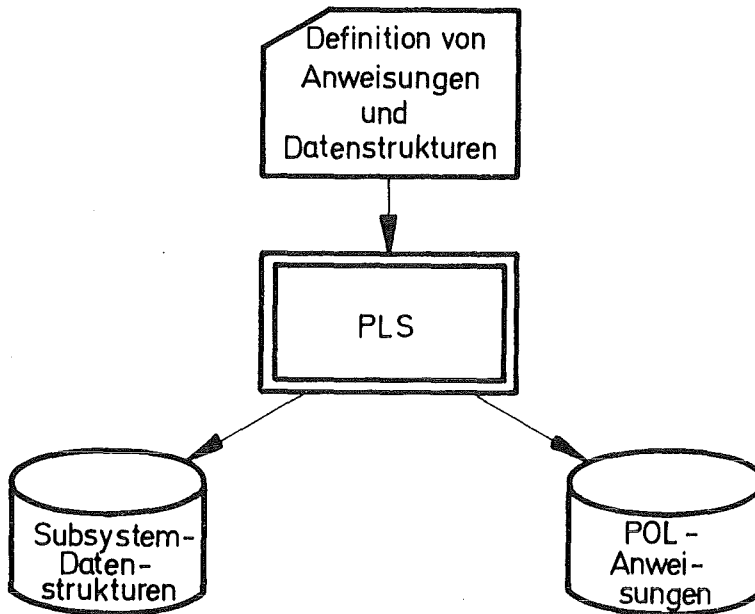 Definition von
Anweisungen
und
Datenstrukturen
PLS
Subsystem-
Daten-
strukturen
POL -
Anwei-
sungen